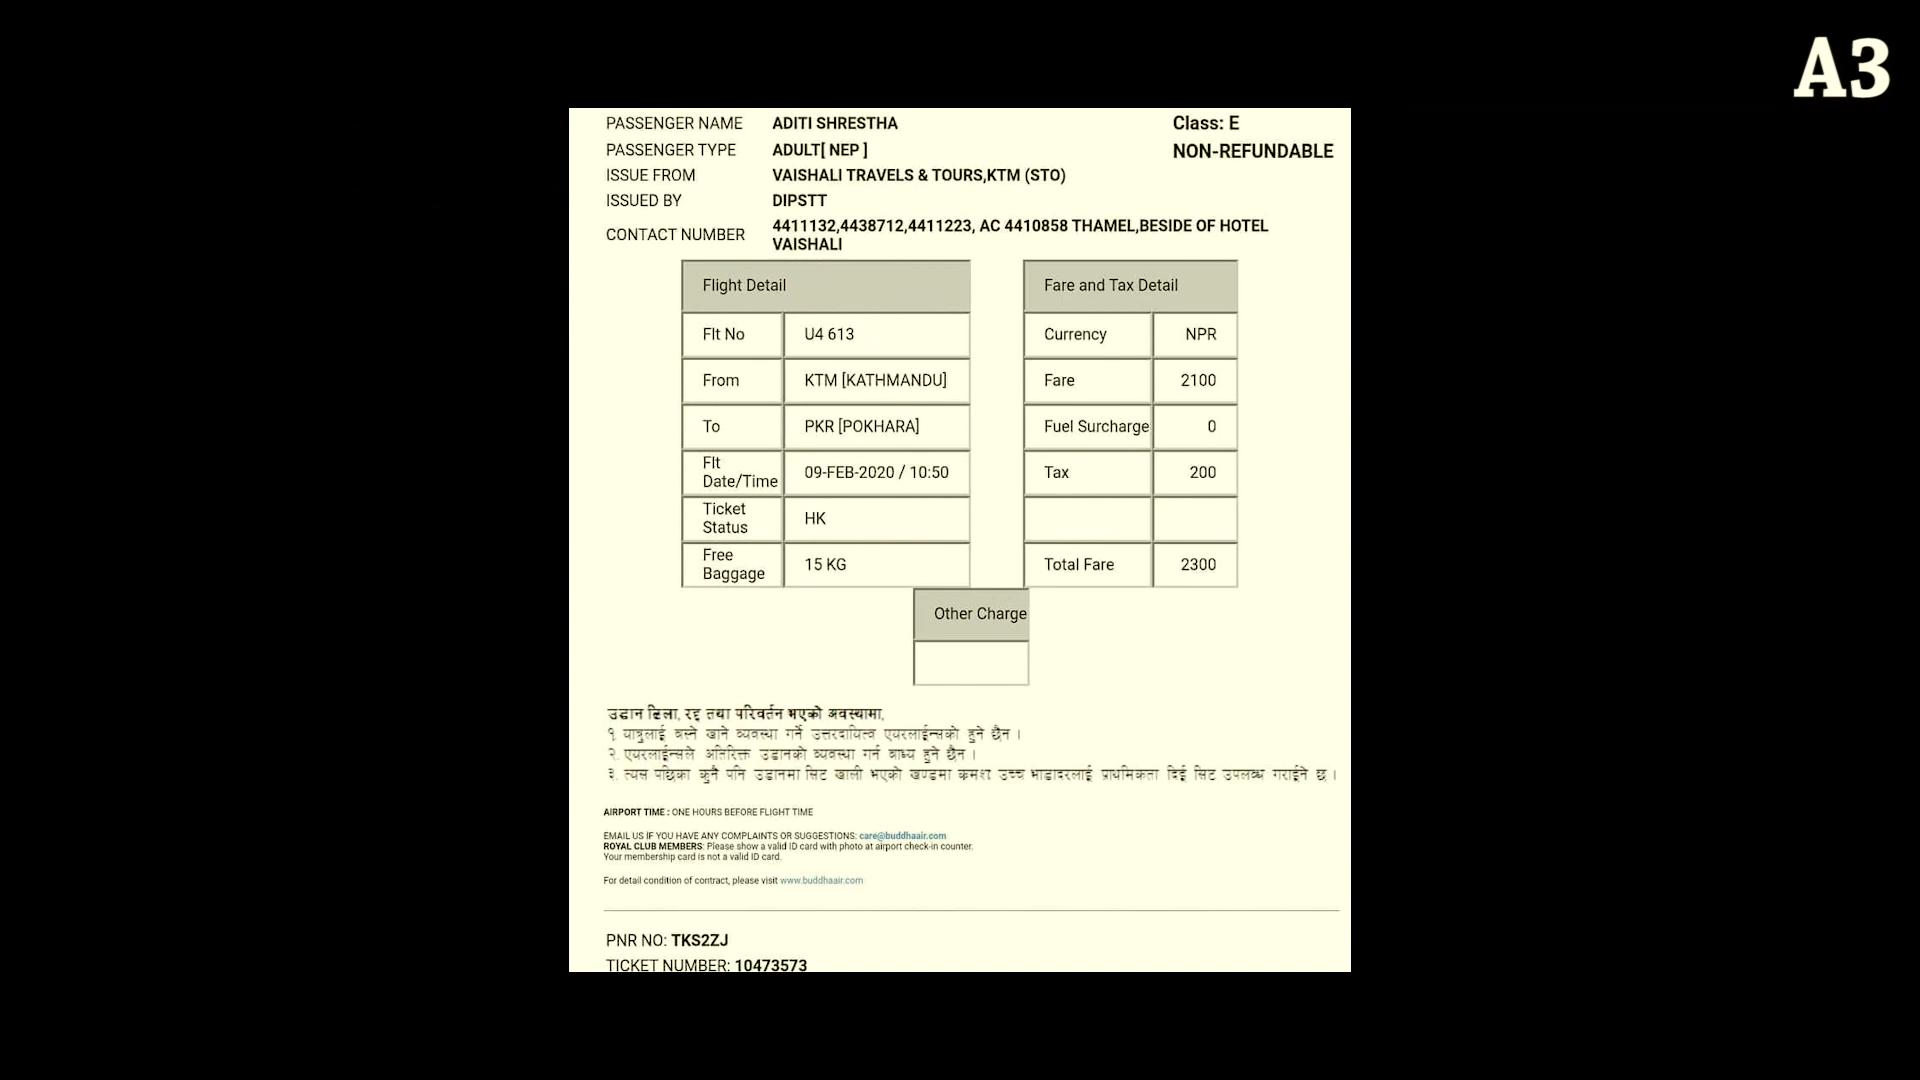 A3
PASSENGER NAME ADITI SHRESTHA Class: E
PASSENGER TYPE ADULT[ NEP ] NON-REFUNDABLE
ISSUE FROM VAISHALI TRAVELS & TOURS,KTM (STO)
ISSUED BY DIPSTT
CONTACT NUMBER 4411132,4438712,4411223, AC 4410858 THAMEL,BESIDE OF HOTEL
VAISHALI
Flight Detail
Flt No U4 613
From KTM [KATHMANDU]
To PKR [POKHARA]
Flt
Date/Time 09-FEB-2020 / 10:50
Ticket
Status HK
Free
Baggage 15 KG
Fare and Tax Detail
Currency NPR
Fare 2100
Fuel Surcharge 0
Tax 200
Total Fare 2300
Other Charge
उडान ढिला, रद्द तथा परिवर्तन भएको अवस्थामा,
१. यात्रुलाई बस्ने खाने व्यवस्था गर्ने उत्तरदायित्व एयरलाईन्सको हुने छैन ।
२. एयरलाईन्सले अतिरिक्त उडानको व्यवस्था गर्न बाध्य हुने छैन ।
३. त्यस पछिका कुनै पनि उडानमा सिट खाली भएको खण्डमा क्रमश उच्च भाडादरलाई प्राथमिकता दिई सिट उपलब्ध गराईने छ ।
AIRPORT TIME : ONE HOURS BEFORE FLIGHT TIME
EMAIL US IF YOU HAVE ANY COMPLAINTS OR SUGGESTIONS: care@buddhaair.com
ROYAL CLUB MEMBERS: Please show a valid ID card with photo at airport check-in counter.
Your membership card is not a valid ID card.
For detail condition of contract, please visit www.buddhaair.com
PNR NO: TKS2ZJ
TICKET NUMBER: 10473573